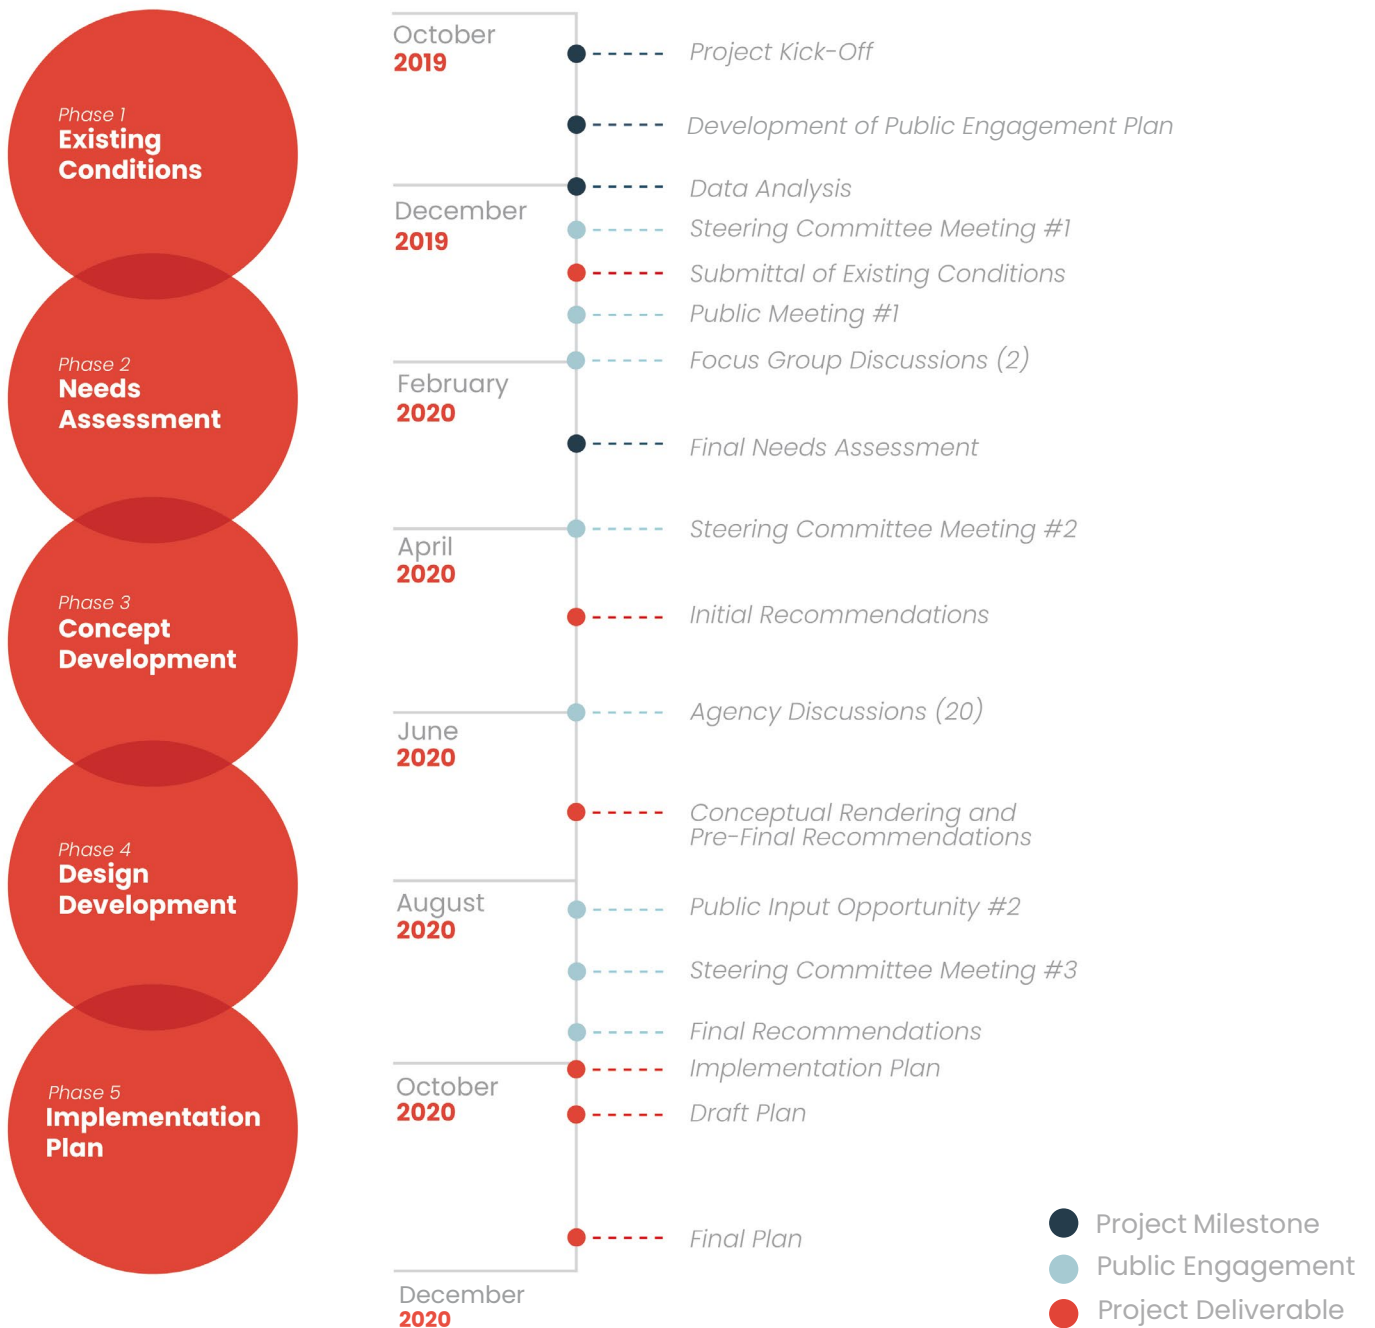 Phase 1
Existing
Conditions
Phase 2
Needs
Assessment
Phase 3
Concept
Development
Phase 4
Design
Development
Phase 5
Implementation
Plan
October
2019
Project Kick-Off
Development of Public Engagement Plan
Data Analysis
December
2019
Steering Committee Meeting #1
Submittal of Existing Conditions
Public Meeting #1
Focus Group Discussions (2)
February
2020
Final Needs Assessment
Steering Committee Meeting #2
April
2020
Initial Recommendations
Agency Discussions (20)
June
2020
Conceptual Rendering and
Pre-Final Recommendations
August
2020
Public Input Opportunity #2
Steering Committee Meeting #3
Final Recommendations
Implementation Plan
October
2020
Draft Plan
Final Plan
December
2020
Project Milestone
Public Engagement
Project Deliverable